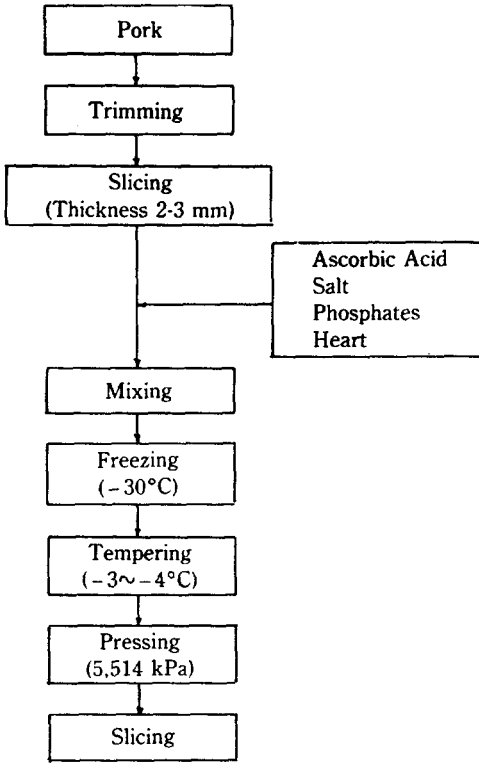 Pork
Trimming
Slicing
(Thickness 2-3 mm)
Ascorbic Acid
Salt
Phosphates
Heart
Mixing
Freezing
(-30°C)
Tempering
(-3~-4°C)
Pressing
(5,514 kPa)
Slicing